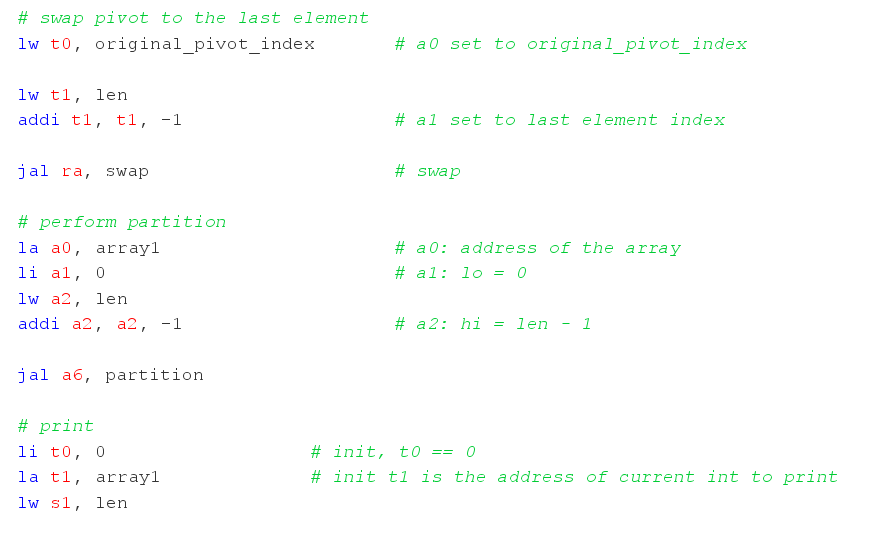 # swap pivot to the last element
lw t0, original_pivot_index # a0 set to original_pivot_index
lw t1, len
addi t1, t1, -1 # a1 set to last element index
jal ra, swap # swap
# perform partition
la a0, array1 # a0: address of the array
li a1, 0 # a1: lo = 0
lw a2, len
addi a2, a2, -1 # a2: hi = len - 1
jal a6, partition
# print
li t0, 0 # init, t0 == 0
la t1, array1 # init t1 is the address of current int to print
lw s1, len